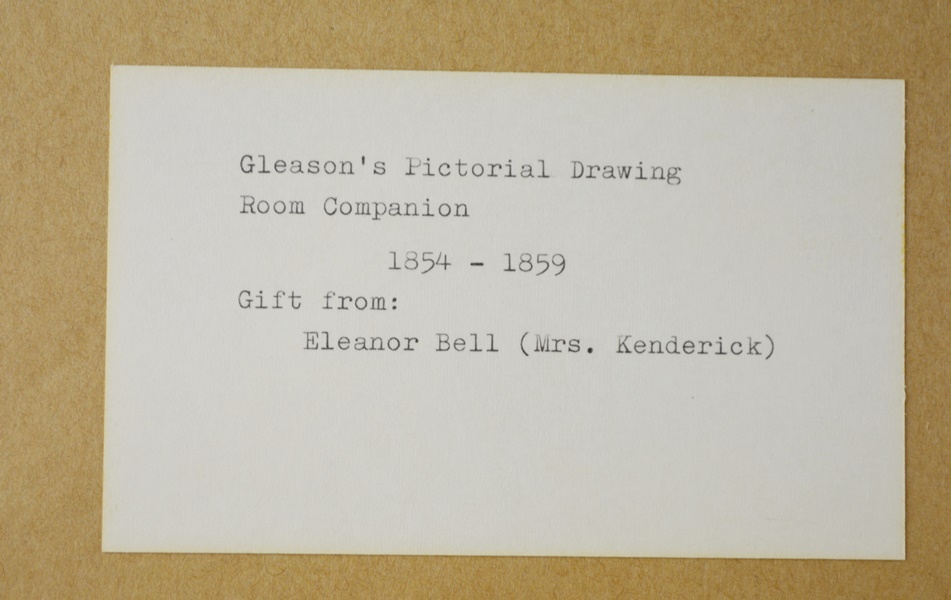 Gleason's Pictorial Drawing
Room Companion
1854 - 1859
Gift from:
Eleanor Bell (Mrs. Kenderick)